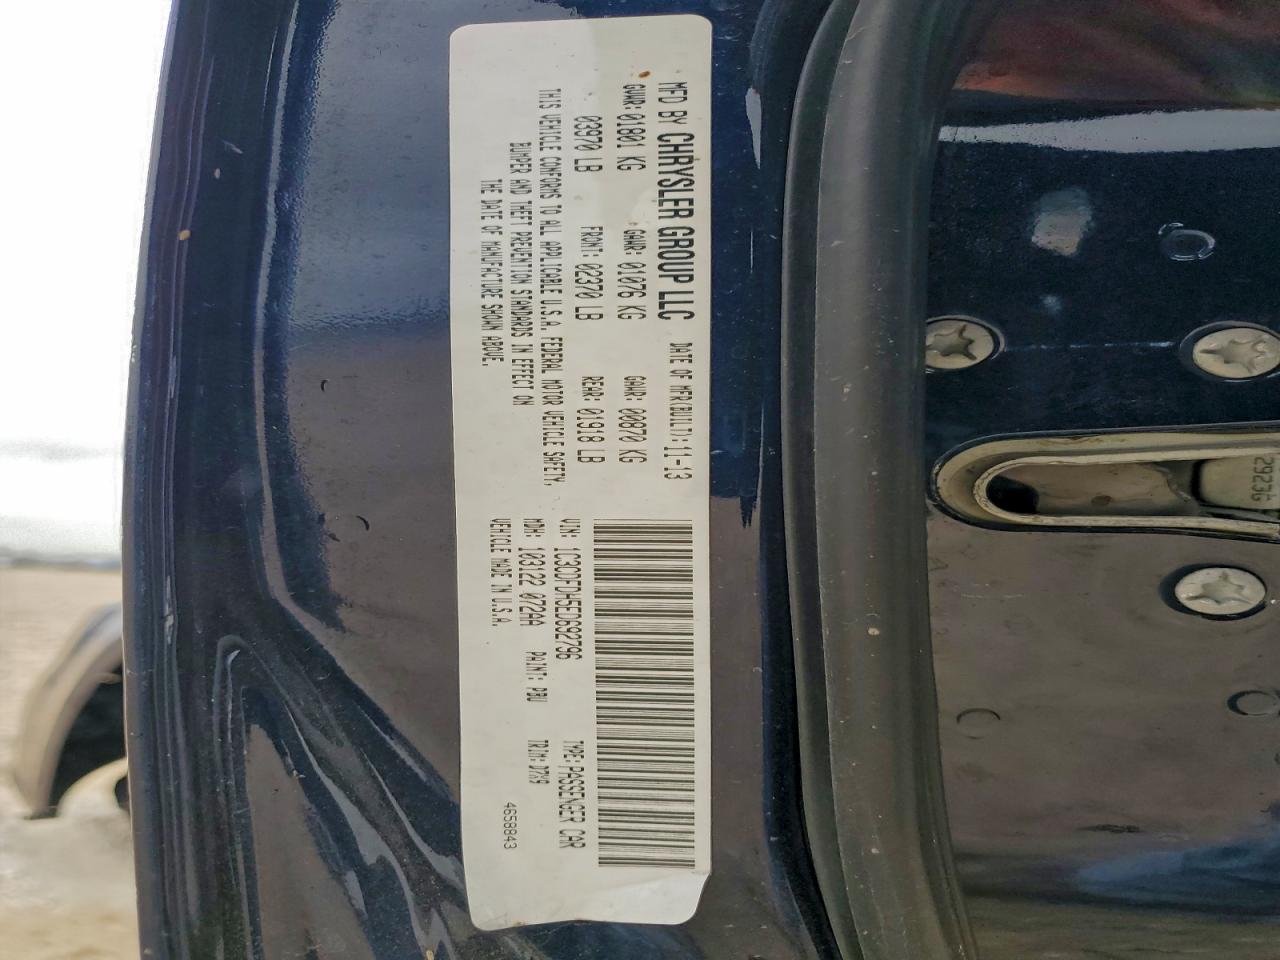 MFD BY CHRYSLER GROUP LLC DATE OF MFR(BUILT): 11-13
GVWR: 01801 KG GAWR: 01076 KG GAWR: 00870 KG
03970 LB FRONT: 02370 LB REAR: 01918 LB
THIS VEHICLE CONFORMS TO ALL APPLICABLE U.S.A. FEDERAL MOTOR VEHICLE SAFETY,
BUMPER AND THEFT PREVENTION STANDARDS IN EFFECT ON
THE DATE OF MANUFACTURE SHOWN ABOVE.
VIN: 1C3CDFDH5ED682796 TYPE: PASSENGER CAR
MDH: 103122 072AA PAINT: PBU TRIM: D7X9
VEHICLE MADE IN U.S.A.
4658843
29236